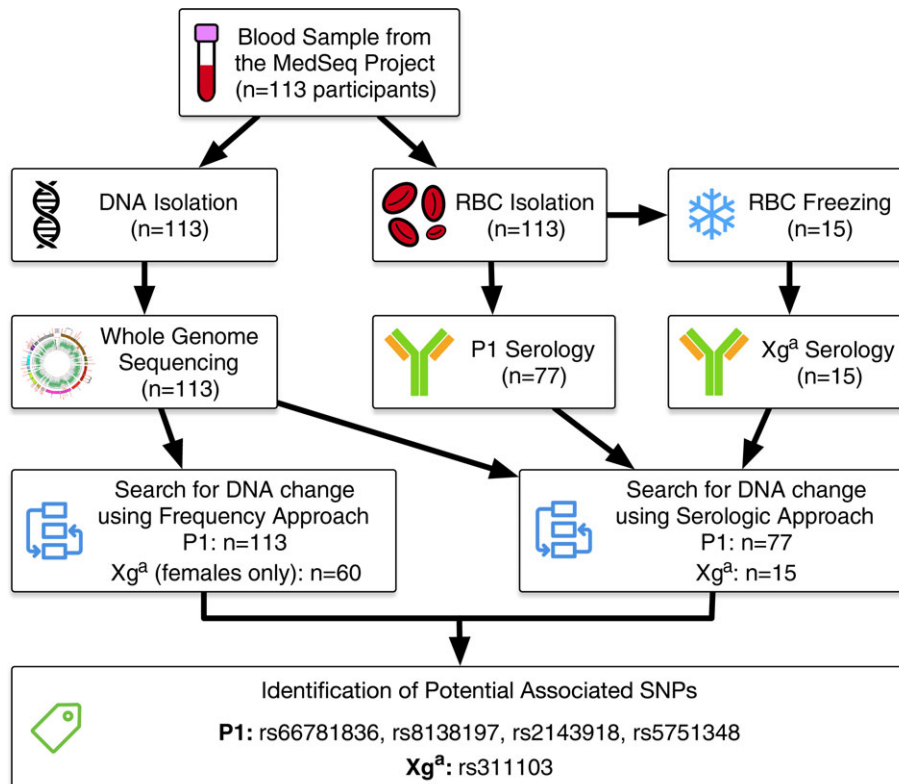 Blood Sample from
the MedSeq Project
(n=113 participants)
DNA Isolation
(n=113)
RBC Isolation
(n=113)
RBC Freezing
(n=15)
Whole Genome
Sequencing
(n=113)
P1 Serology
(n=77)
Xgᵃ Serology
(n=15)
Search for DNA change
using Frequency Approach
P1: n=113
Xgᵃ (females only): n=60
Search for DNA change
using Serologic Approach
P1: n=77
Xgᵃ: n=15
Identification of Potential Associated SNPs
P1: rs66781836, rs8138197, rs2143918, rs5751348
Xgᵃ: rs311103